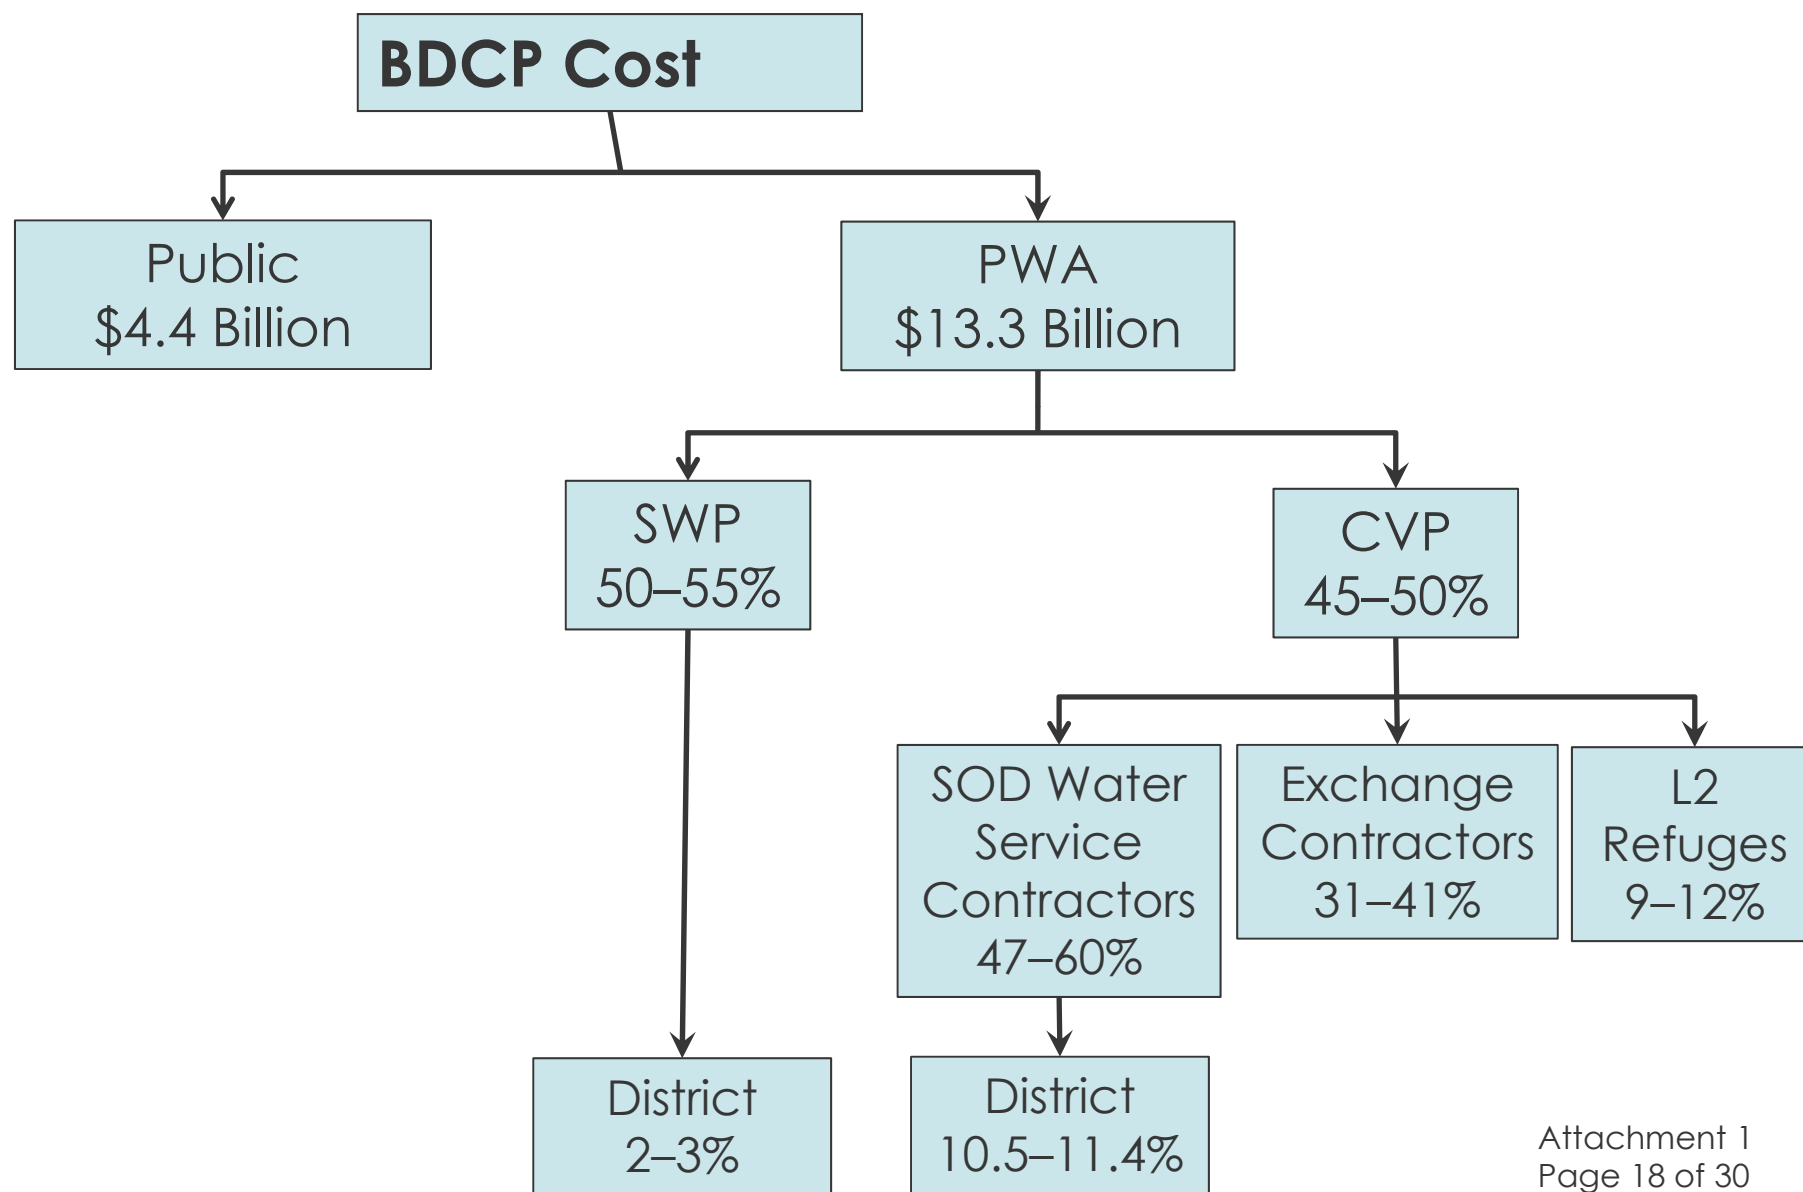 BDCP Cost
Public
$4.4 Billion
PWA
$13.3 Billion
SWP
50–55%
CVP
45–50%
SOD Water
Service
Contractors
47–60%
Exchange
Contractors
31–41%
L2
Refuges
9–12%
District
2–3%
District
10.5–11.4%
Attachment 1
Page 18 of 30